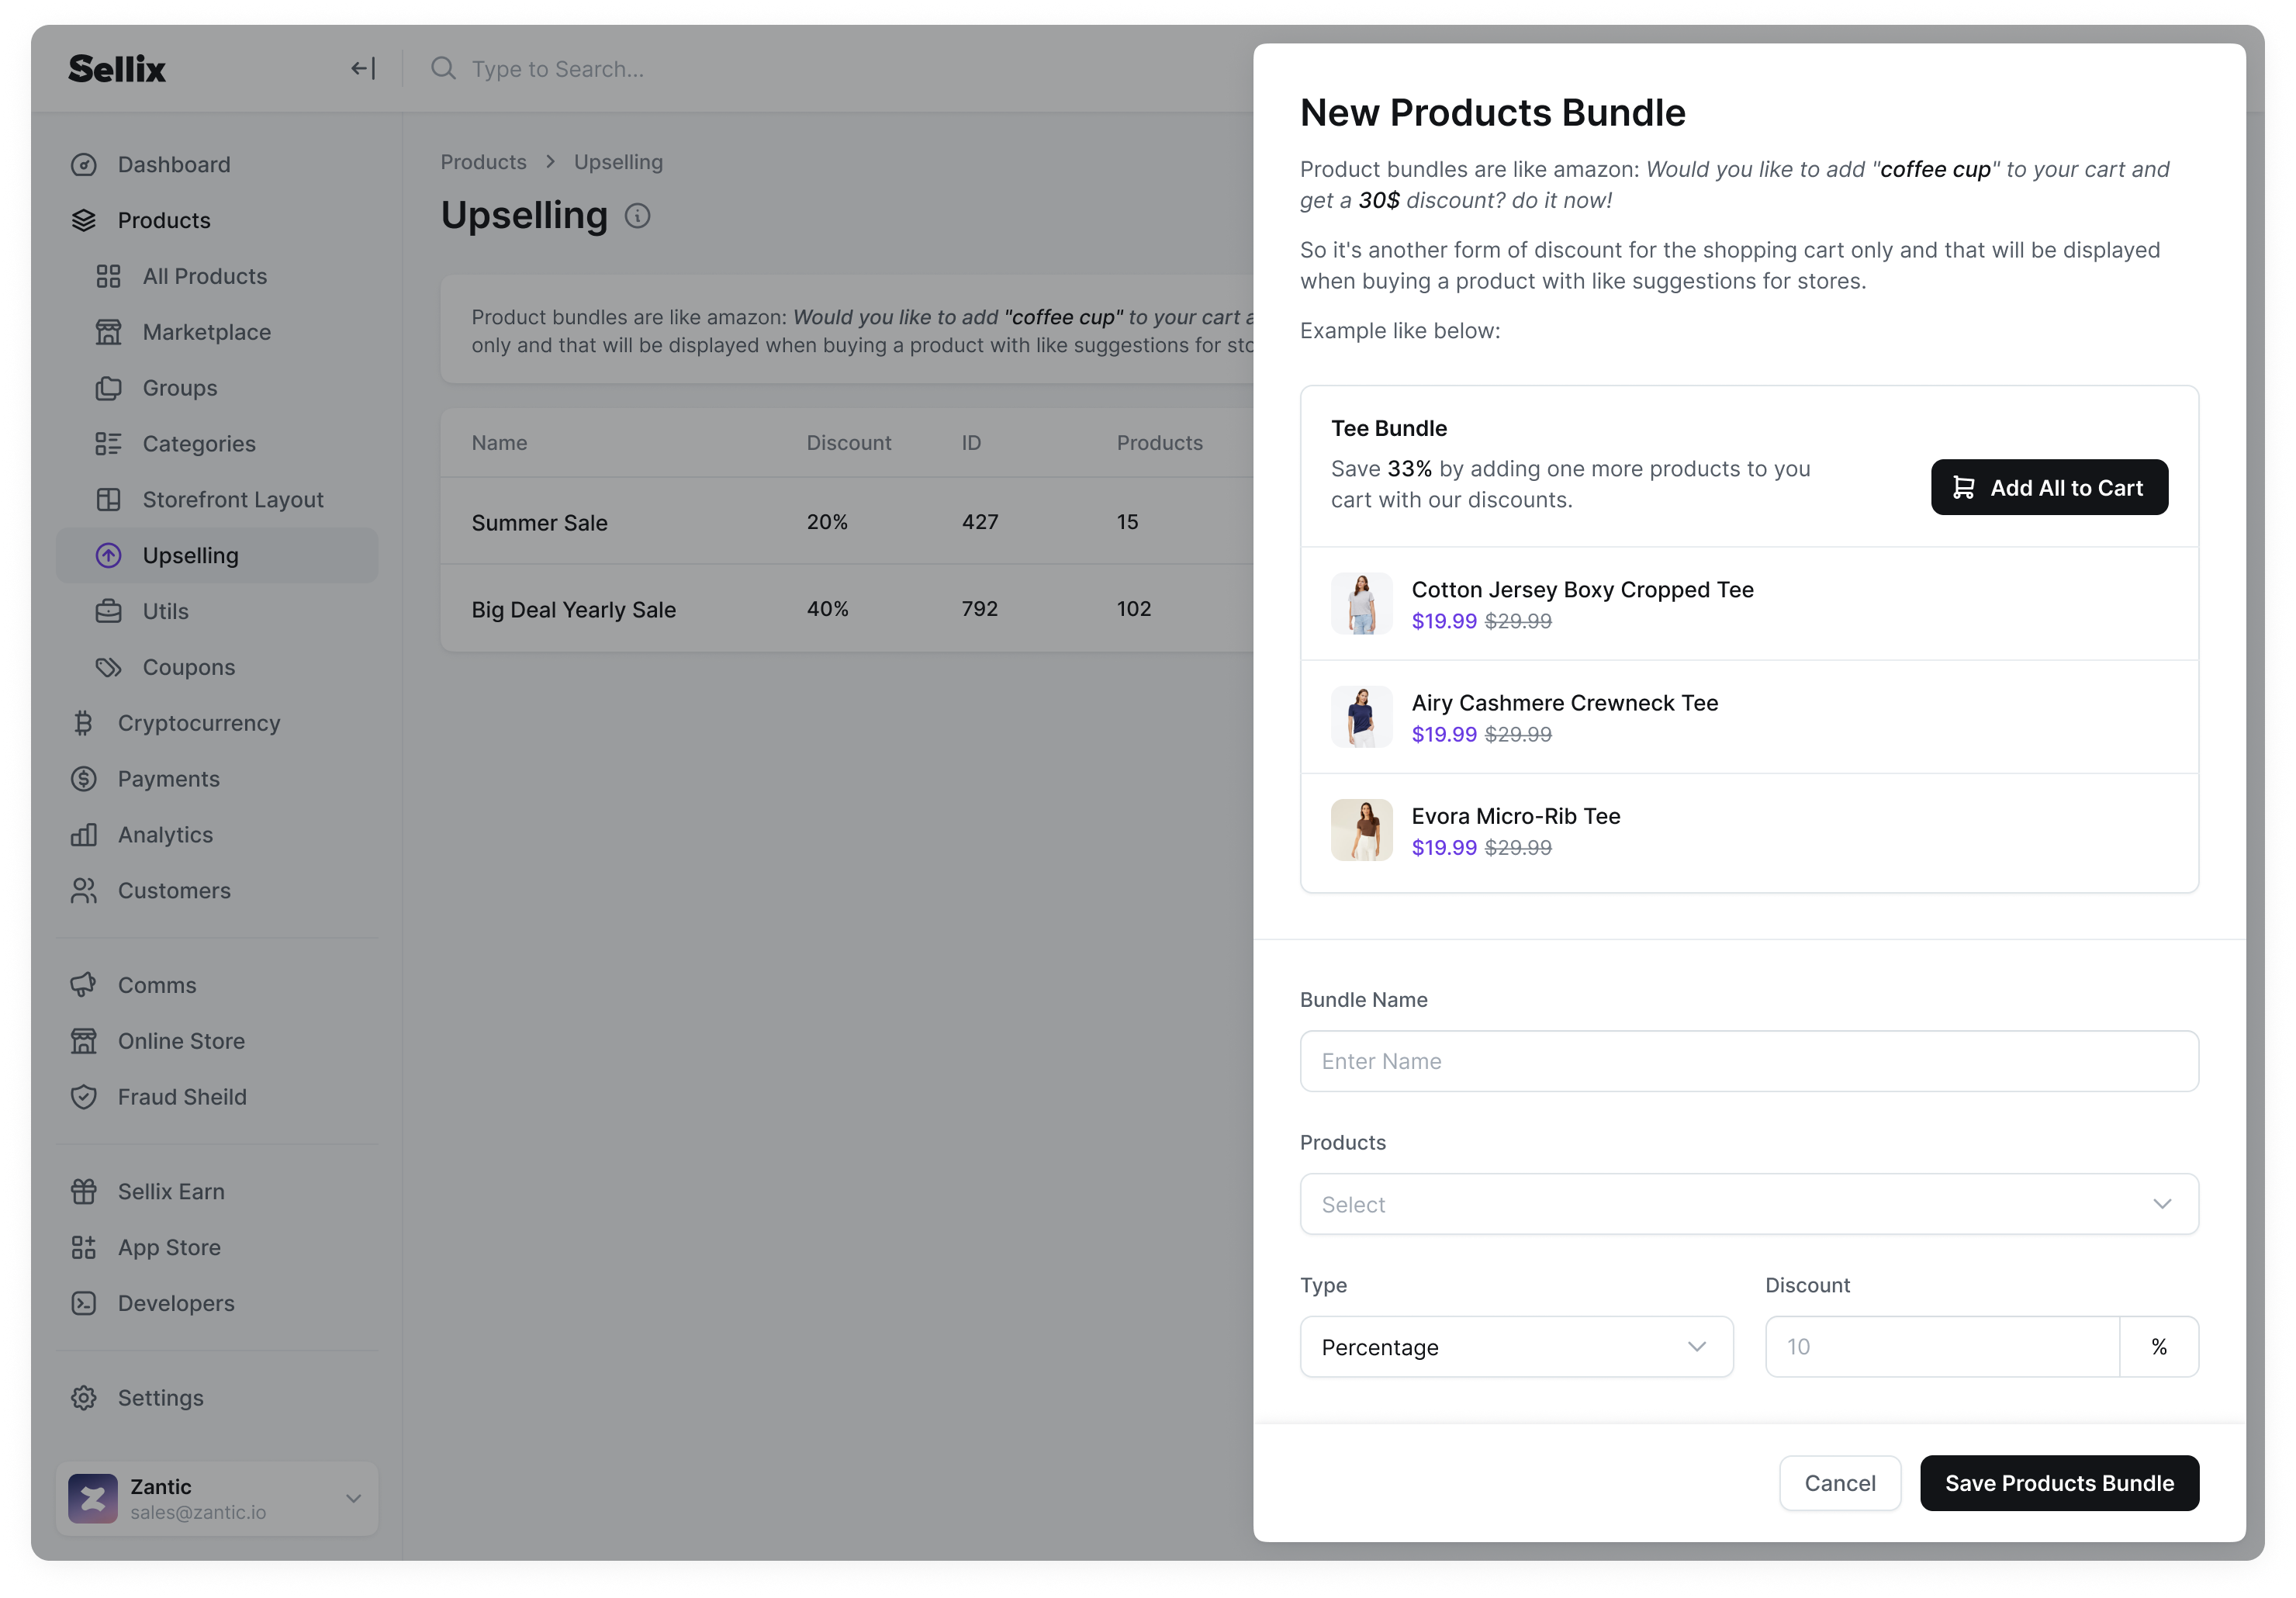 Sellix
Type to Search...
Dashboard
Products
All Products
Marketplace
Groups
Categories
Storefront Layout
Upselling
Utils
Coupons
Cryptocurrency
Payments
Analytics
Customers
Comms
Online Store
Fraud Sheild
Sellix Earn
App Store
Developers
Settings
Zantic
sales@zantic.io
Products > Upselling
Upselling
Product bundles are like amazon: Would you like to add "coffee cup" to your cart
only and that will be displayed when buying a product with like suggestions for
Name Discount ID Products
Summer Sale 20% 427 15
Big Deal Yearly Sale 40% 792 102
New Products Bundle
Product bundles are like amazon: Would you like to add "coffee cup" to your cart and
get a 30$ discount? do it now!
So it's another form of discount for the shopping cart only and that will be displayed
when buying a product with like suggestions for stores.
Example like below:
Tee Bundle
Save 33% by adding one more products to you
cart with our discounts.
Add All to Cart
Cotton Jersey Boxy Cropped Tee
$19.99 $29.99
Airy Cashmere Crewneck Tee
$19.99 $29.99
Evora Micro-Rib Tee
$19.99 $29.99
Bundle Name
Enter Name
Products
Select
Type
Percentage
Discount
10 %
Cancel
Save Products Bundle